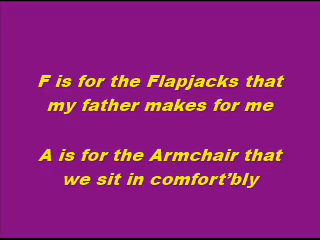 F is for the Flapjacks that
my father makes for me
A is for the Armchair that
we sit in comfort’bly